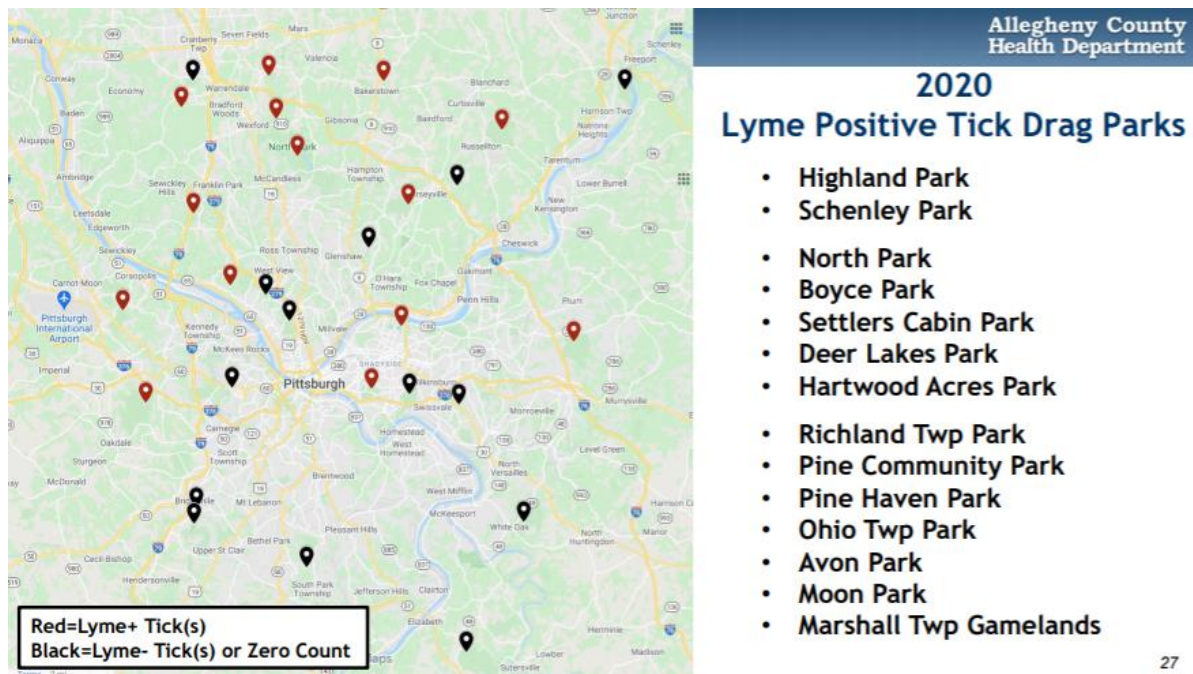 Allegheny County
Health Department
2020
Lyme Positive Tick Drag Parks
• Highland Park
• Schenley Park
• North Park
• Boyce Park
• Settlers Cabin Park
• Deer Lakes Park
• Hartwood Acres Park
• Richland Twp Park
• Pine Community Park
• Pine Haven Park
• Ohio Twp Park
• Avon Park
• Moon Park
• Marshall Twp Gamelands
27
Monaca
Cranberry Twp
Seven Fields
Mars
Valencia
Schenley
Freeport
Conway
Economy
Warrendale
Bakerstown
Blanchard
Harrison Twp
Baden
Bradford Woods
Wexford
Gibsonia
Curtisville
Bairdford
Natrona Heights
Aliquippa
Russellton
Tarentum
Ambridge
Sewickley Hills
Franklin Park
McCandless
Hampton Township
Lower Burrell
Leetsdale
New Kensington
Edgeworth
Sewickley
Ross Township
Glenshaw
Cheswick
Carnot-Moon
Coraopolis
West View
O'Hara Township
Fox Chapel
Oakmont
Penn Hills
Plum
Pittsburgh International Airport
Kennedy Township
Millvale
McKees Rocks
SHADYSIDE
Imperial
Pittsburgh
Swissvale
Monroeville
Murrysville
Carnegie
Homestead
Oakdale
Scott Township
West Homestead
Level Green
Sturgeon
McDonald
Brentwood
North Versailles
Mt Lebanon
West Mifflin
McKeesport
White Oak
Cecil-Bishop
Upper St Clair
Bethel Park
Pleasant Hills
North Huntingdon
Manor
Hendersonville
South Park Township
Jefferson Hills
Clairton
Elizabeth
Herminie
Lowber
Madison
Sutersville
Red=Lyme+ Tick(s)
Black=Lyme- Tick(s) or Zero Count